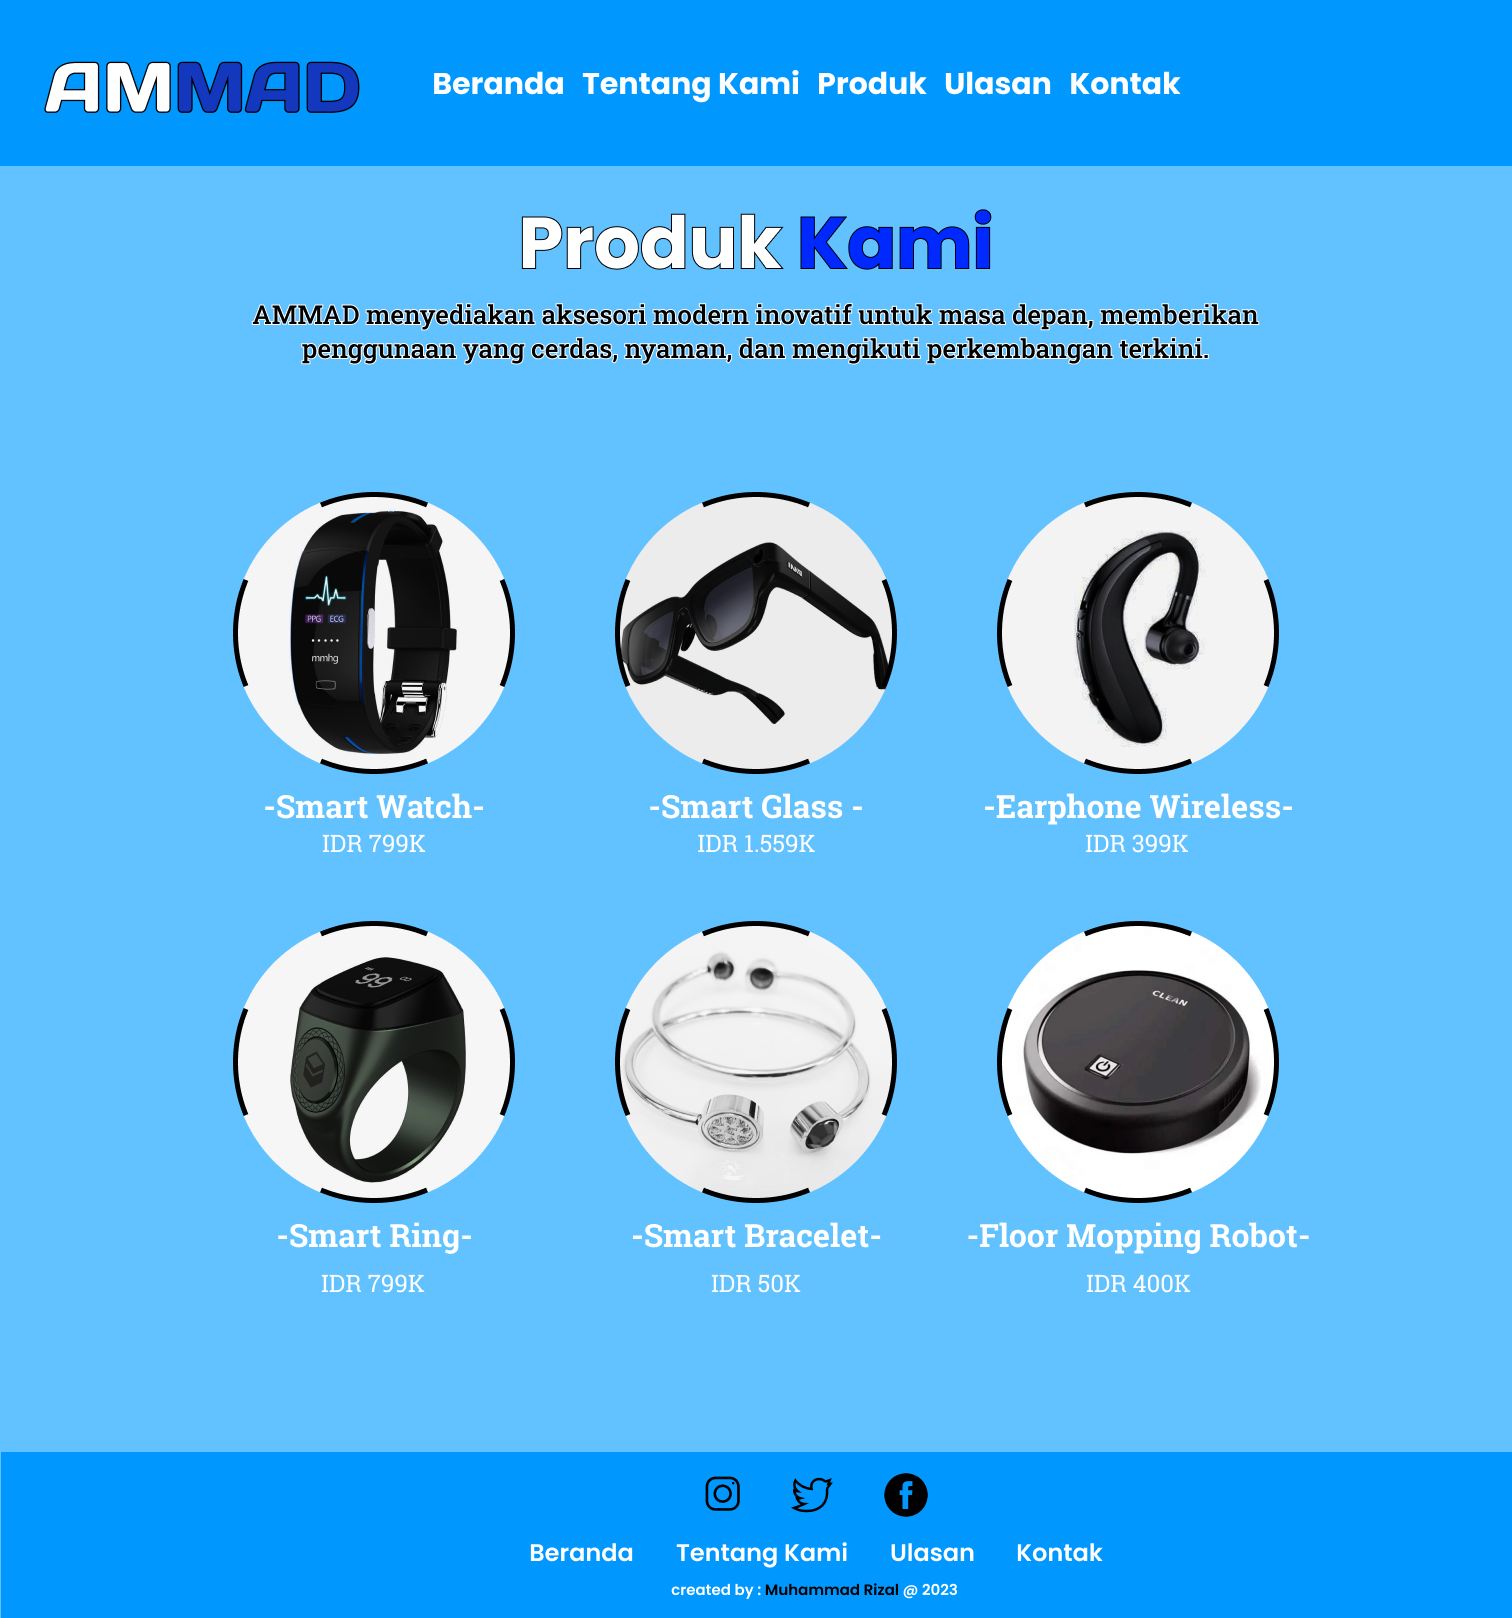 AMMAD
Beranda Tentang Kami Produk Ulasan Kontak
Produk Kami
AMMAD menyediakan aksesori modern inovatif untuk masa depan, memberikan
penggunaan yang cerdas, nyaman, dan mengikuti perkembangan terkini.
PPG ECG
mmhg
-Smart Watch-
IDR 799K
-Smart Glass -
IDR 1.559K
-Earphone Wireless-
IDR 399K
99
-Smart Ring-
IDR 799K
-Smart Bracelet-
IDR 50K
CLEAN
-Floor Mopping Robot-
IDR 400K
Beranda Tentang Kami Ulasan Kontak
created by : Muhammad Rizal @ 2023